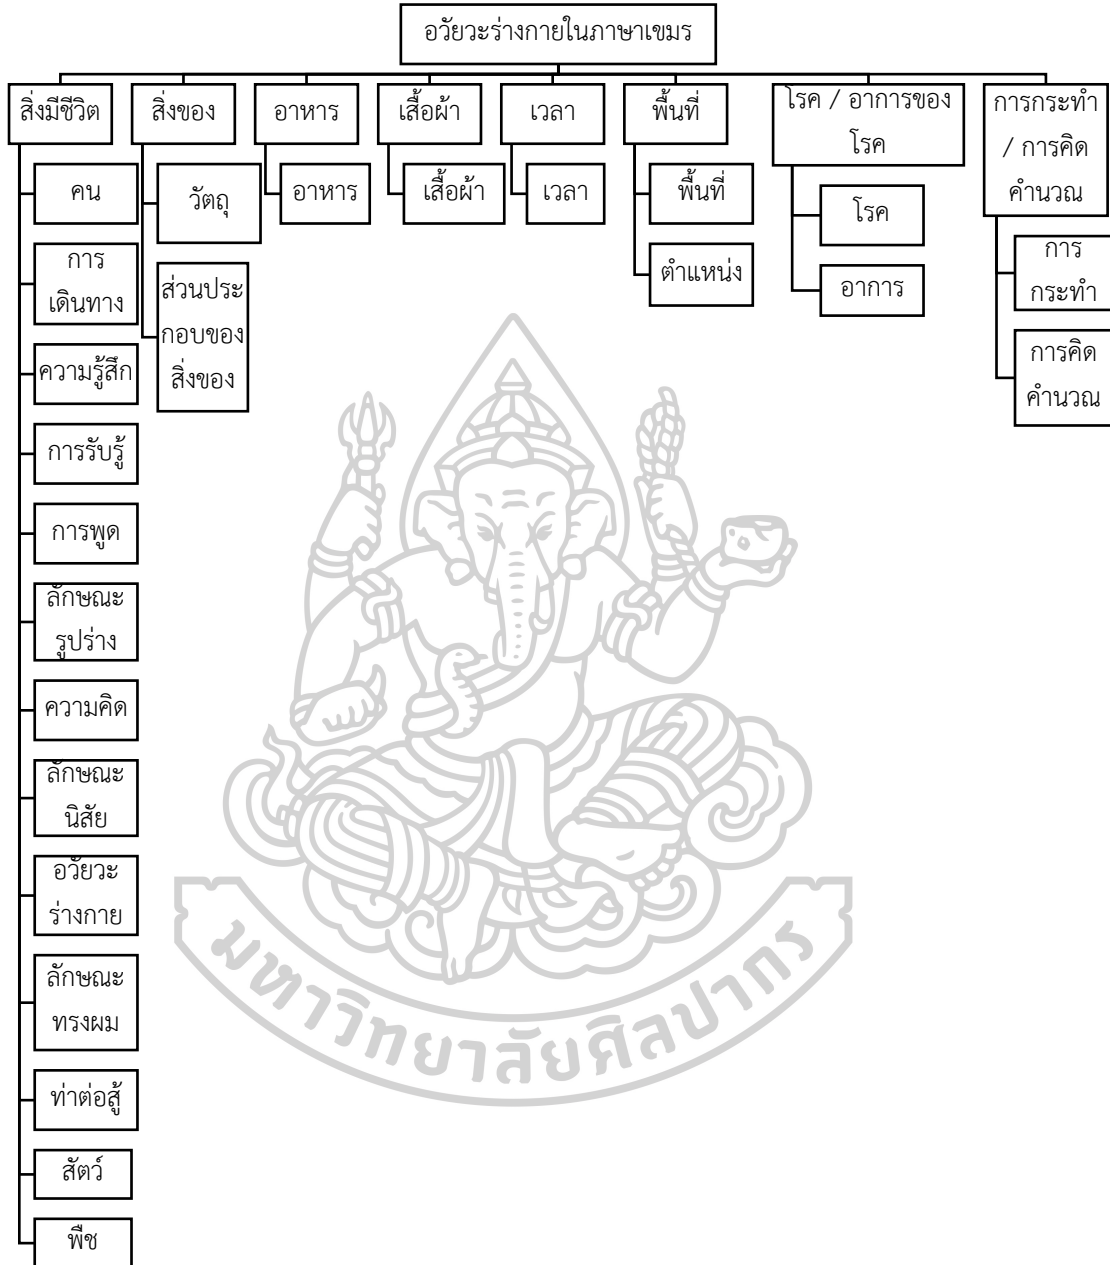 อวัยวะร่างกายในภาษาเขมร
สิ่งมีชีวิต
คน
การ
เดินทาง
ความรู้สึก
การรับรู้
การพูด
ลักษณะ
รูปร่าง
ความคิด
ลักษณะ
นิสัย
อวัยวะ
ร่างกาย
ลักษณะ
ทรงผม
ท่าต่อสู้
สัตว์
พืช
สิ่งของ
วัตถุ
ส่วนประ
กอบของ
สิ่งของ
อาหาร
อาหาร
เสื้อผ้า
เสื้อผ้า
เวลา
เวลา
พื้นที่
พื้นที่
ตำแหน่ง
โรค / อาการของ
โรค
โรค
อาการ
การกระทำ
/ การคิด
คำนวณ
การ
กระทำ
การคิด
คำนวณ
มหาวิทยาลัยศิลปากร